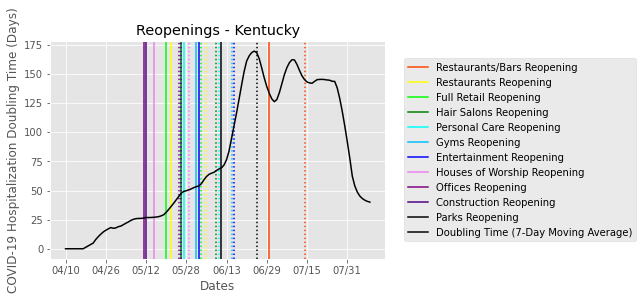 Reopenings - Kentucky
COVID-19 Hospitalization Doubling Time (Days)
175
150
125
100
75
50
25
0
04/10 04/26 05/12 05/28 06/13 06/29 07/15 07/31
Dates
Restaurants/Bars Reopening
Restaurants Reopening
Full Retail Reopening
Hair Salons Reopening
Personal Care Reopening
Gyms Reopening
Entertainment Reopening
Houses of Worship Reopening
Offices Reopening
Construction Reopening
Parks Reopening
Doubling Time (7-Day Moving Average)